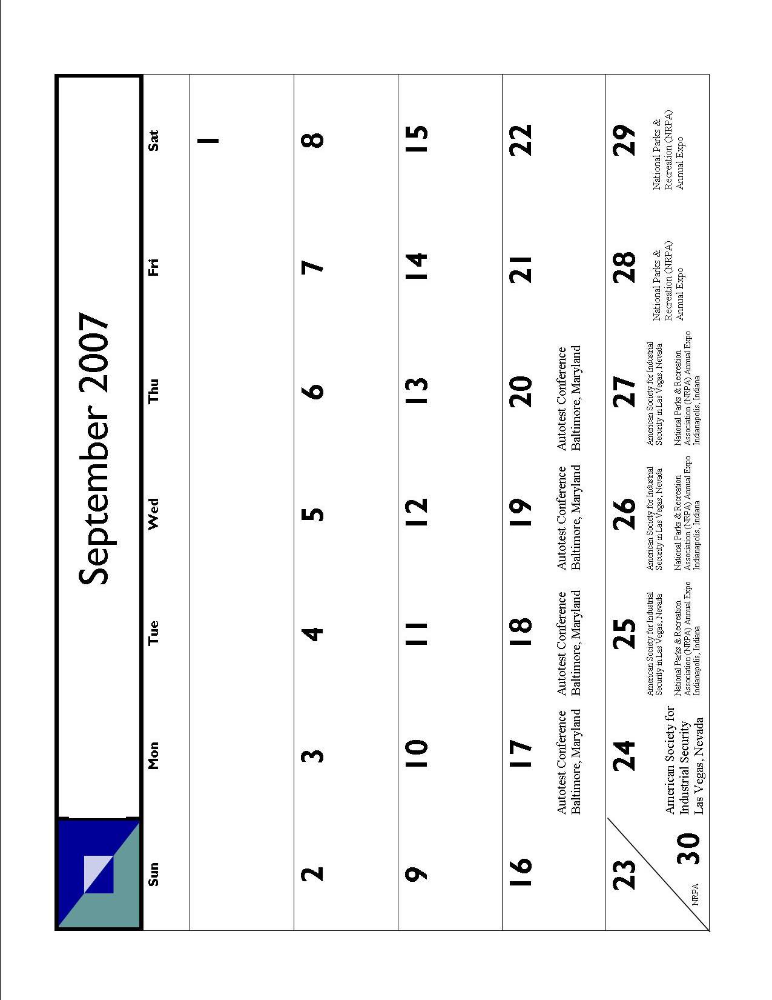 September 2007
Sun Mon Tue Wed Thu Fri Sat
1
2 3 4 5 6 7 8
9 10 11 12 13 14 15
16 17 18 19 20 21 22
Autotest Conference
Baltimore, Maryland
Autotest Conference
Baltimore, Maryland
Autotest Conference
Baltimore, Maryland
Autotest Conference
Baltimore, Maryland
23 24 25 26 27 28 29
30
NRPA
American Society for
Industrial Security
Las Vegas, Nevada
American Society for Industrial
Security in Las Vegas, Nevada
National Parks & Recreation
Association (NRPA) Annual Expo
Indianapolis, Indiana
American Society for Industrial
Security in Las Vegas, Nevada
National Parks & Recreation
Association (NRPA) Annual Expo
Indianapolis, Indiana
American Society for Industrial
Security in Las Vegas, Nevada
National Parks & Recreation
Association (NRPA) Annual Expo
Indianapolis, Indiana
National Parks &
Recreation (NRPA)
Annual Expo
National Parks &
Recreation (NRPA)
Annual Expo